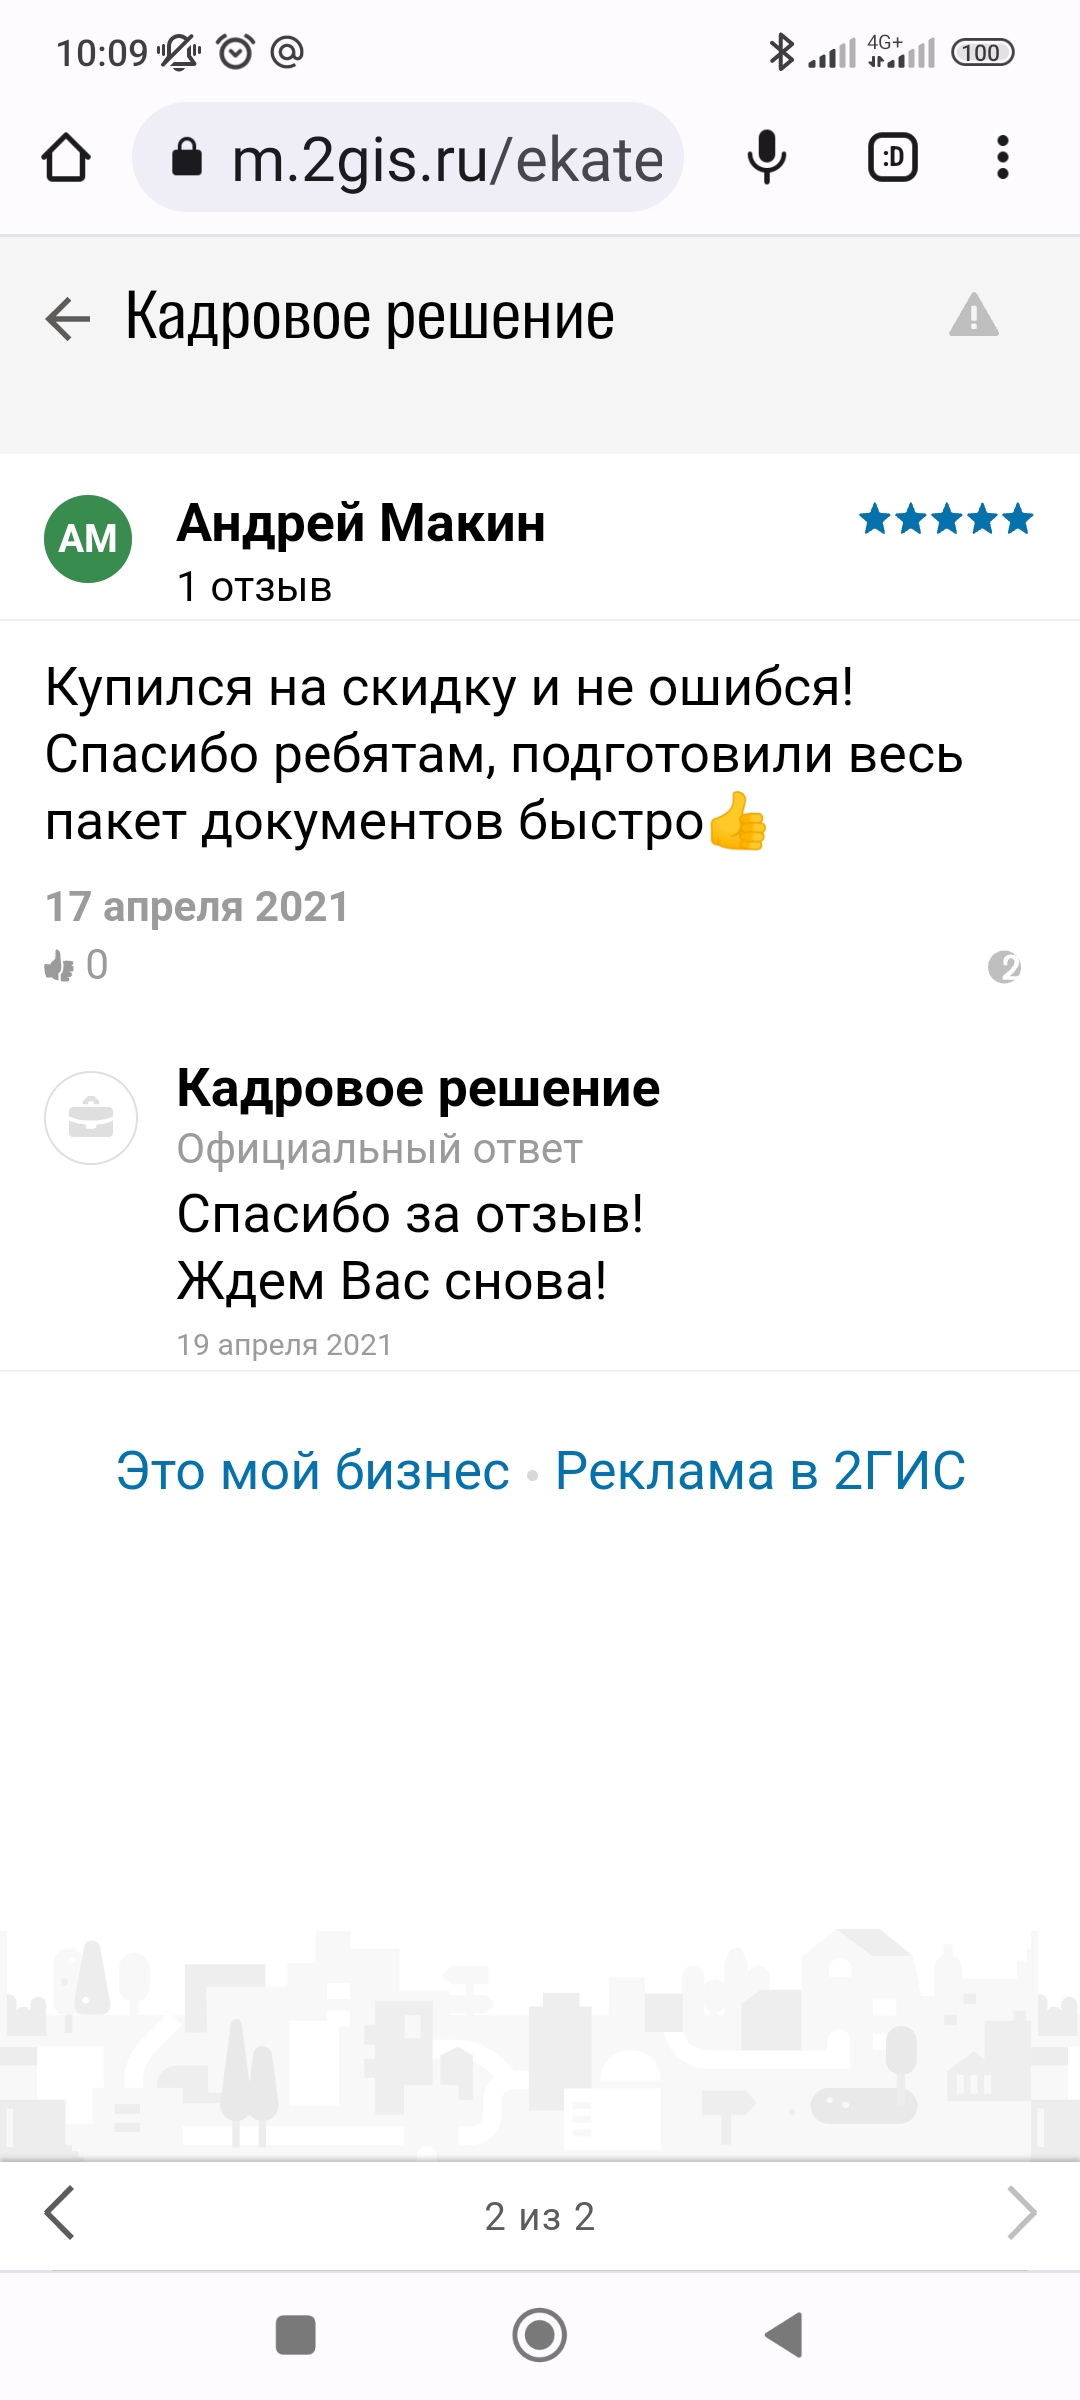 10:09
4G+
100
m.2gis.ru/ekate
:D
Кадровое решение
АМ
Андрей Макин
1 отзыв
Купился на скидку и не ошибся!
Спасибо ребятам, подготовили весь
пакет документов быстро👍
17 апреля 2021
0
2
Кадровое решение
Официальный ответ
Спасибо за отзыв!
Ждем Вас снова!
19 апреля 2021
Это мой бизнес • Реклама в 2ГИС
2 из 2